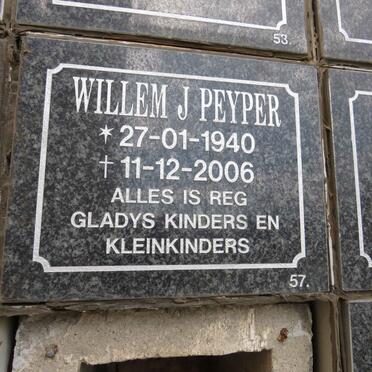 53.
WILLEM J PEYPER
* 27-01-1940
† 11-12-2006
ALLES IS REG
GLADYS KINDERS EN
KLEINKINDERS
57.